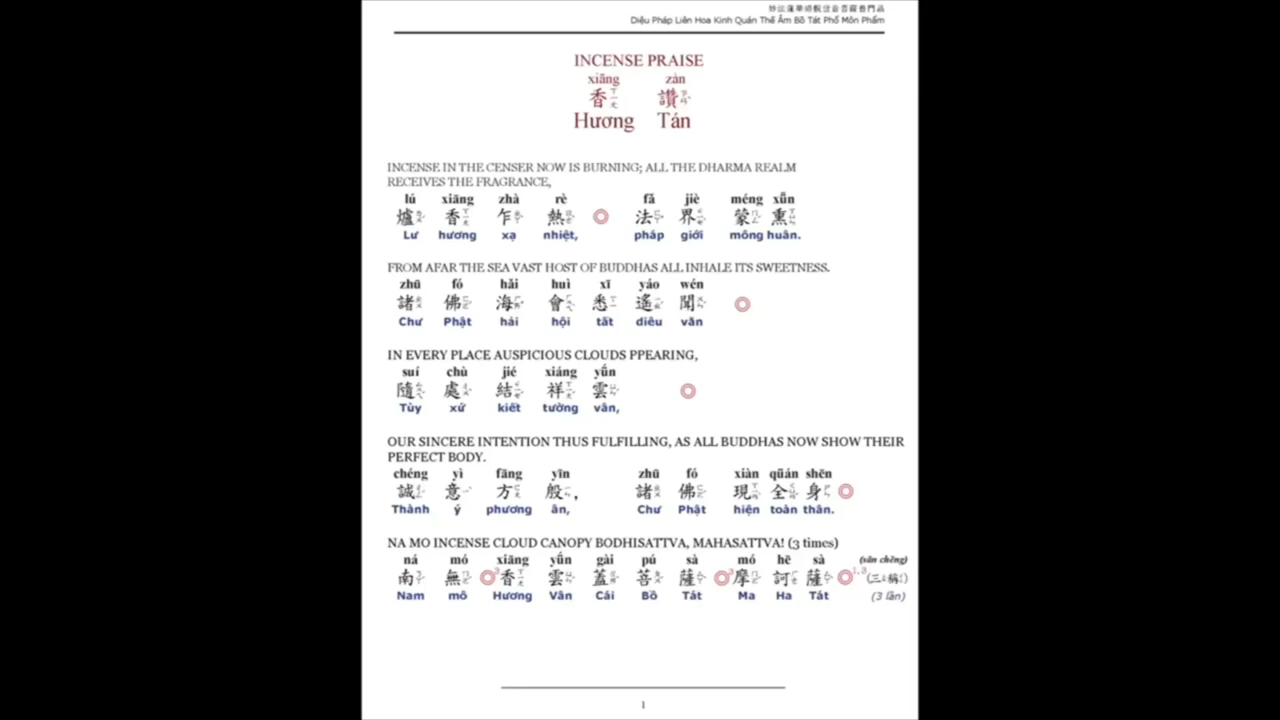 妙法蓮華經觀世音菩薩普門品
Diệu Pháp Liên Hoa Kinh Quán Thế Âm Bồ Tát Phổ Môn Phẩm
INCENSE PRAISE
xiāng zàn
香 讚
Hương Tán
INCENSE IN THE CENSER NOW IS BURNING; ALL THE DHARMA REALM
RECEIVES THE FRAGRANCE,
lú xiāng zhà rè fǎ jiè méng xǖn
爐 香 乍 熱 法 界 蒙 熏
Lư hương xạ nhiệt, pháp giới mông huân.
FROM AFAR THE SEA VAST HOST OF BUDDHAS ALL INHALE ITS SWEETNESS.
zhū fó hǎi huì xī yáo wén
諸 佛 海 會 悉 遙 聞
Chư Phật hải hội tất diêu văn
IN EVERY PLACE AUSPICIOUS CLOUDS PPEARING,
suí chù jié xiáng yǘn
隨 處 結 祥 雲
Tùy xứ kiết tường vân,
OUR SINCERE INTENTION THUS FULFILLING, AS ALL BUDDHAS NOW SHOW THEIR
PERFECT BODY.
chéng yì fāng yīn zhū fó xiàn qüán shēn
誠 意 方 殷 , 諸 佛 現 全 身
Thành ý phương ân, Chư Phật hiện toàn thân.
NA MO INCENSE CLOUD CANOPY BODHISATTVA, MAHASATTVA! (3 times)
ná mó xiāng yǘn gài pú sà mó hē sà (sān chēng)
南 無 3 香 雲 蓋 菩 薩 3 摩 訶 薩 1, 3 (三稱)
Nam mô Hương Vân Cái Bồ Tát Ma Ha Tát (3 lần)
1